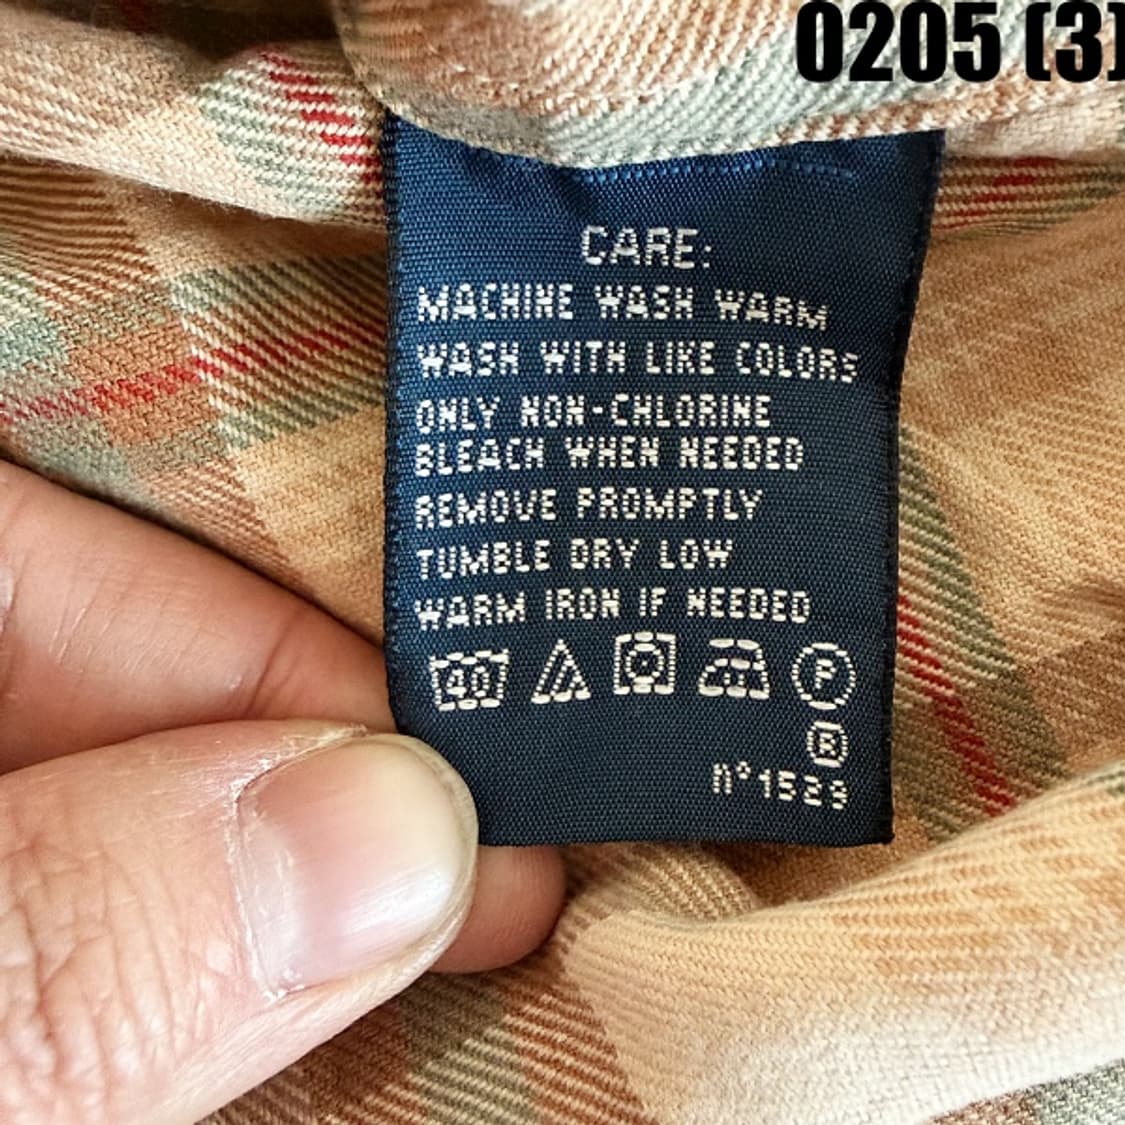 0205 (3)
CARE:
MACHINE WASH WARM
WASH WITH LIKE COLORS
ONLY NON-CHLORINE
BLEACH WHEN NEEDED
REMOVE PROMPTLY
TUMBLE DRY LOW
WARM IRON IF NEEDED
40 P
R
n°1529